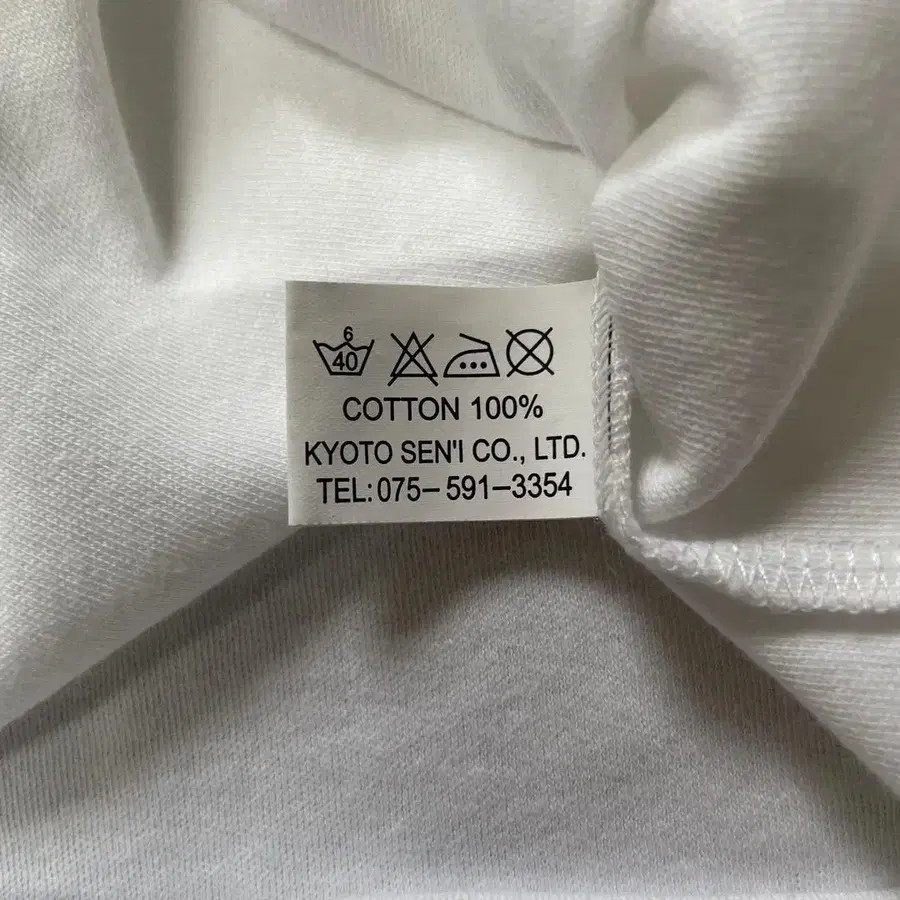 6
40
COTTON 100%
KYOTO SEN'I CO., LTD.
TEL: 075–591–3354